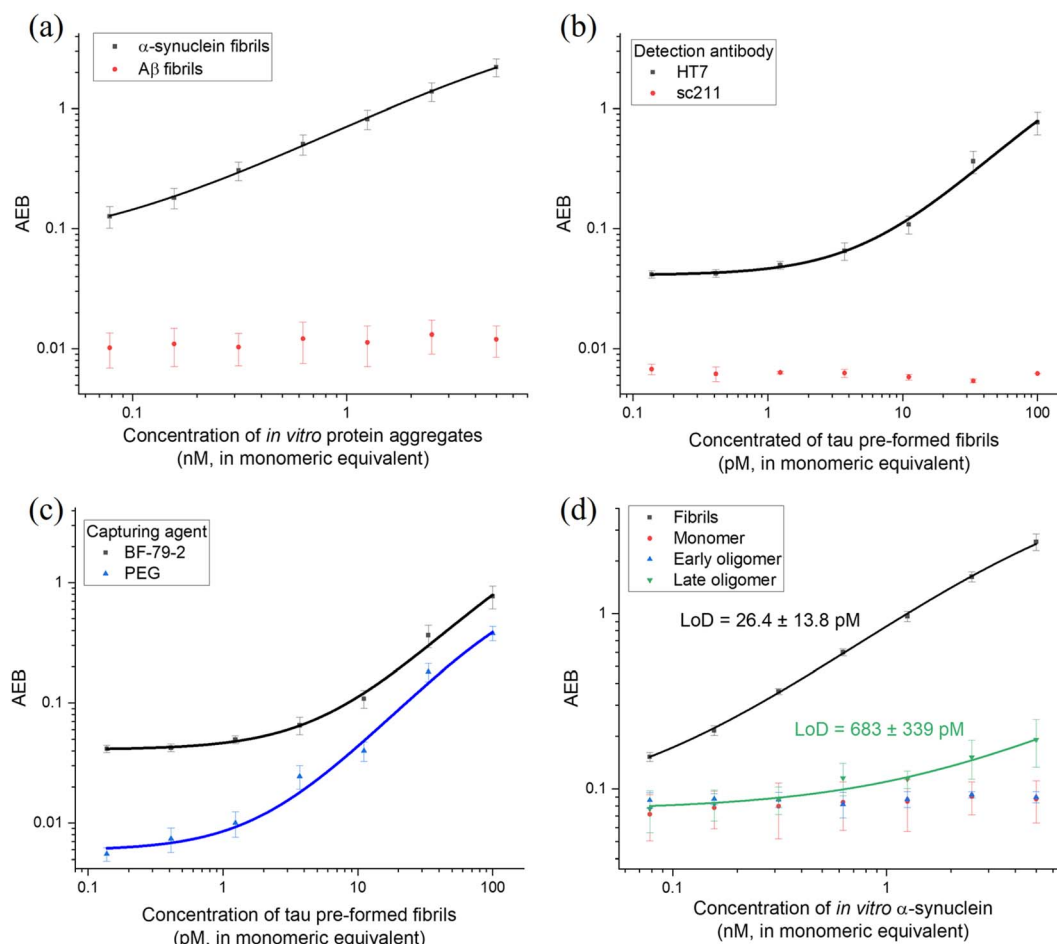 (a)
α-synuclein fibrils
Aβ fibrils
AEB
1
0.1
0.01
0.1
1
Concentration of in vitro protein aggregates
(nM, in monomeric equivalent)
(b)
Detection antibody
HT7
sc211
AEB
1
0.1
0.01
0.1
1
10
100
Concentrated of tau pre-formed fibrils
(pM, in monomeric equivalent)
(c)
Capturing agent
BF-79-2
PEG
AEB
1
0.1
0.01
0.1
1
10
100
Concentration of tau pre-formed fibrils
(pM, in monomeric equivalent)
(d)
Fibrils
Monomer
Early oligomer
Late oligomer
LoD = 26.4 ± 13.8 pM
LoD = 683 ± 339 pM
AEB
1
0.1
0.1
1
Concentration of in vitro α-synuclein
(nM, in monomeric equivalent)